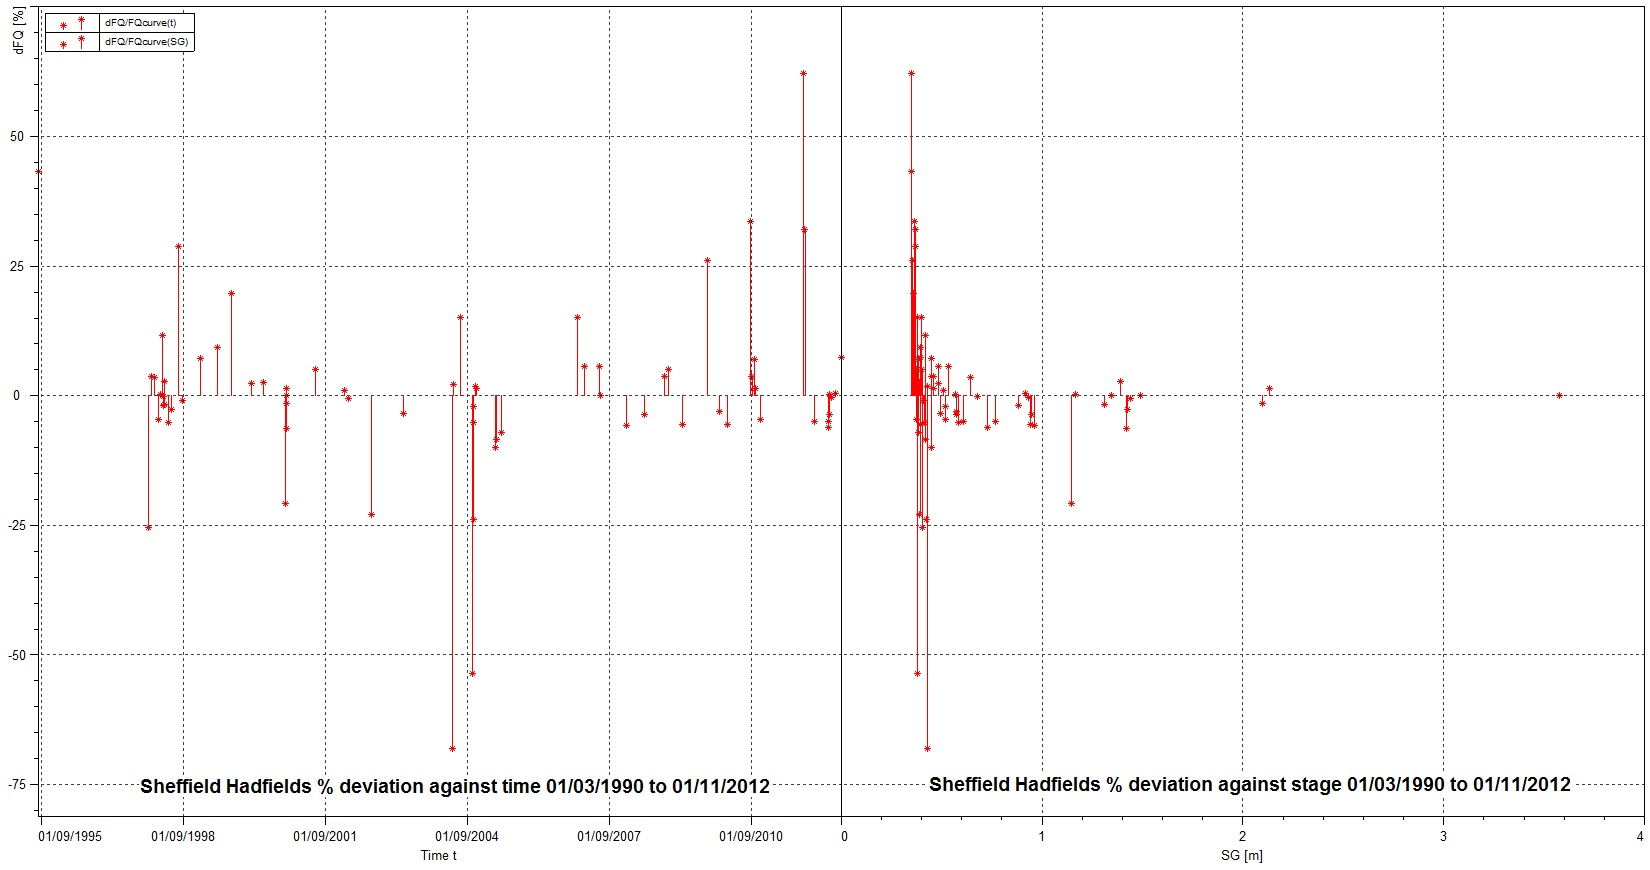 dFQ [%]
dFQ/FQcurve(t)
dFQ/FQcurve(SG)
50
25
0
-25
-50
-75
Sheffield Hadfields % deviation against time 01/03/1990 to 01/11/2012
Sheffield Hadfields % deviation against stage 01/03/1990 to 01/11/2012
01/09/1995 01/09/1998 01/09/2001 01/09/2004 01/09/2007 01/09/2010 0 1 2 3 4
Time t
SG [m]